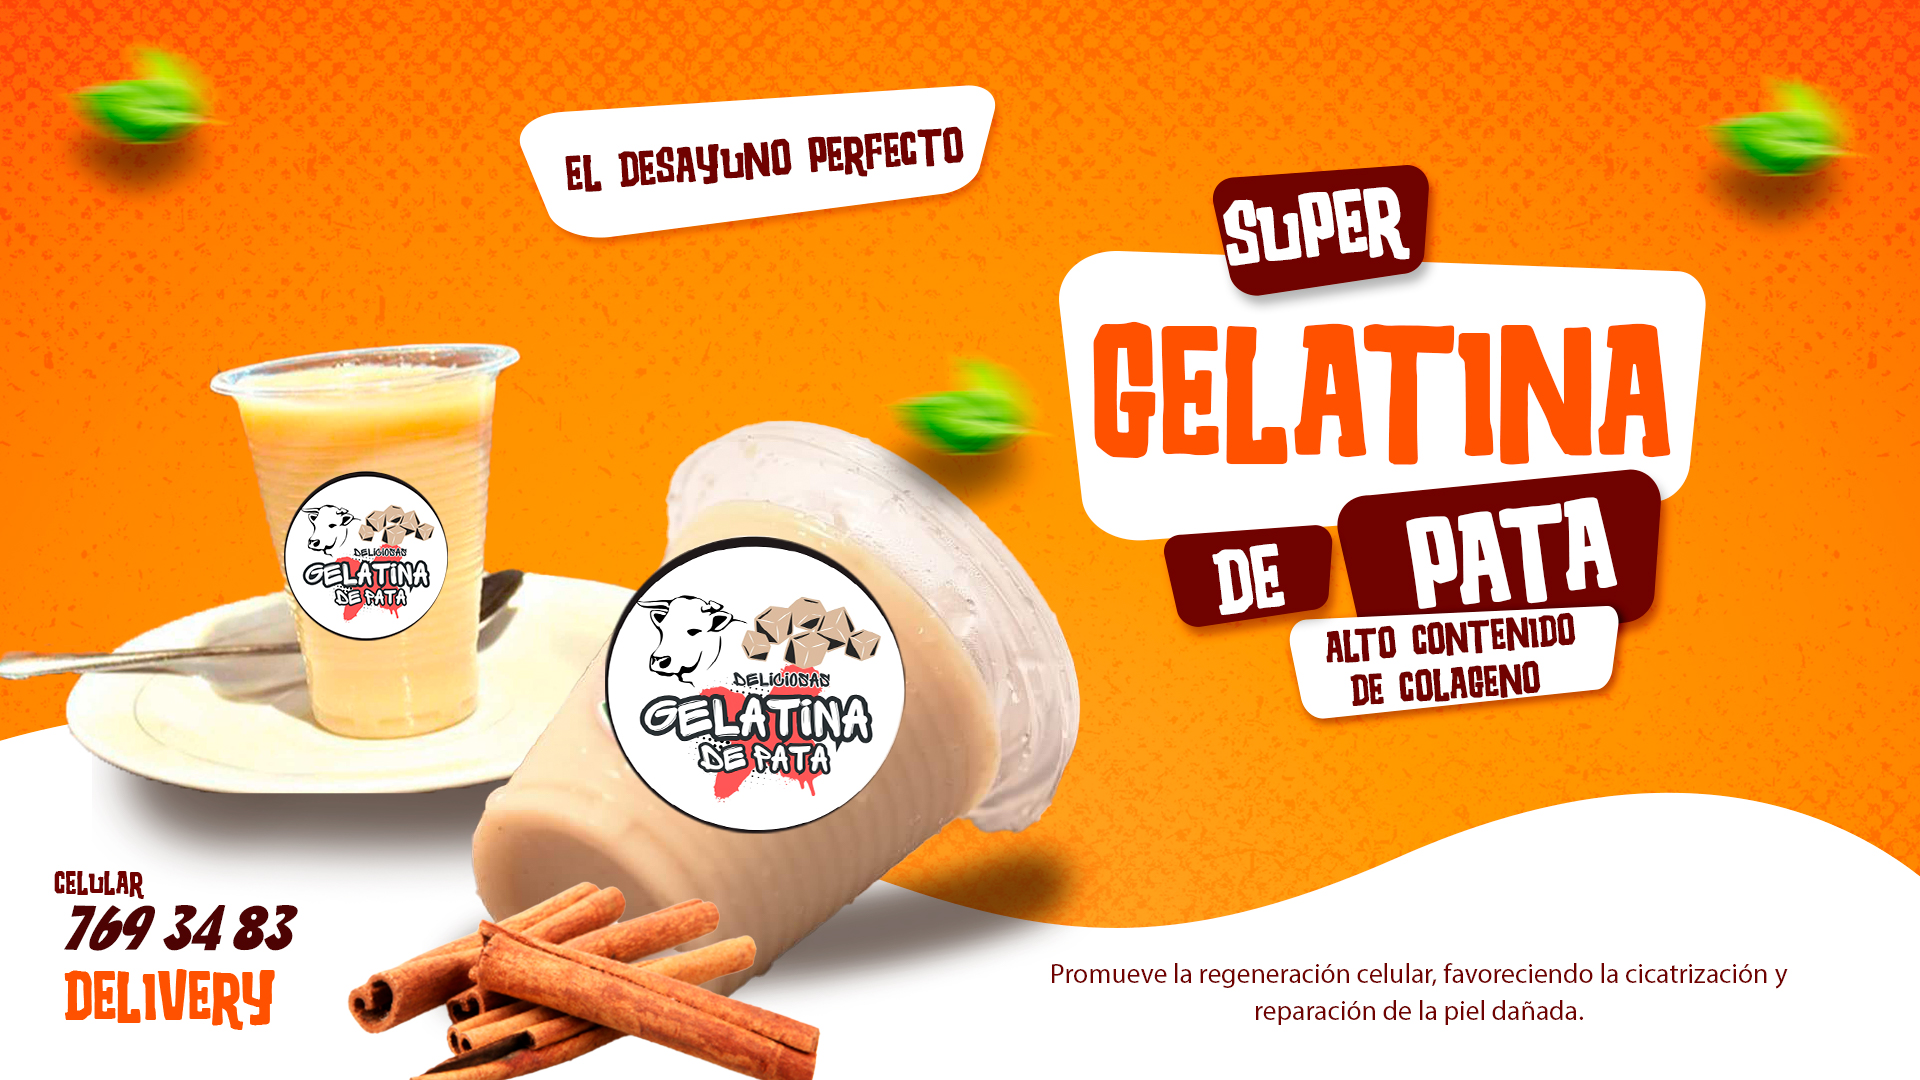 EL DESAYUNO PERFECTO
SUPER
GELATINA
DE PATA
ALTO CONTENIDO
DE COLAGENO
DELICIOSAS
GELATINA
DE PATA
DELICIOSAS
GELATINA
DE PATA
CELULAR
769 34 83
DELIVERY
Promueve la regeneración celular, favoreciendo la cicatrización y
reparación de la piel dañada.